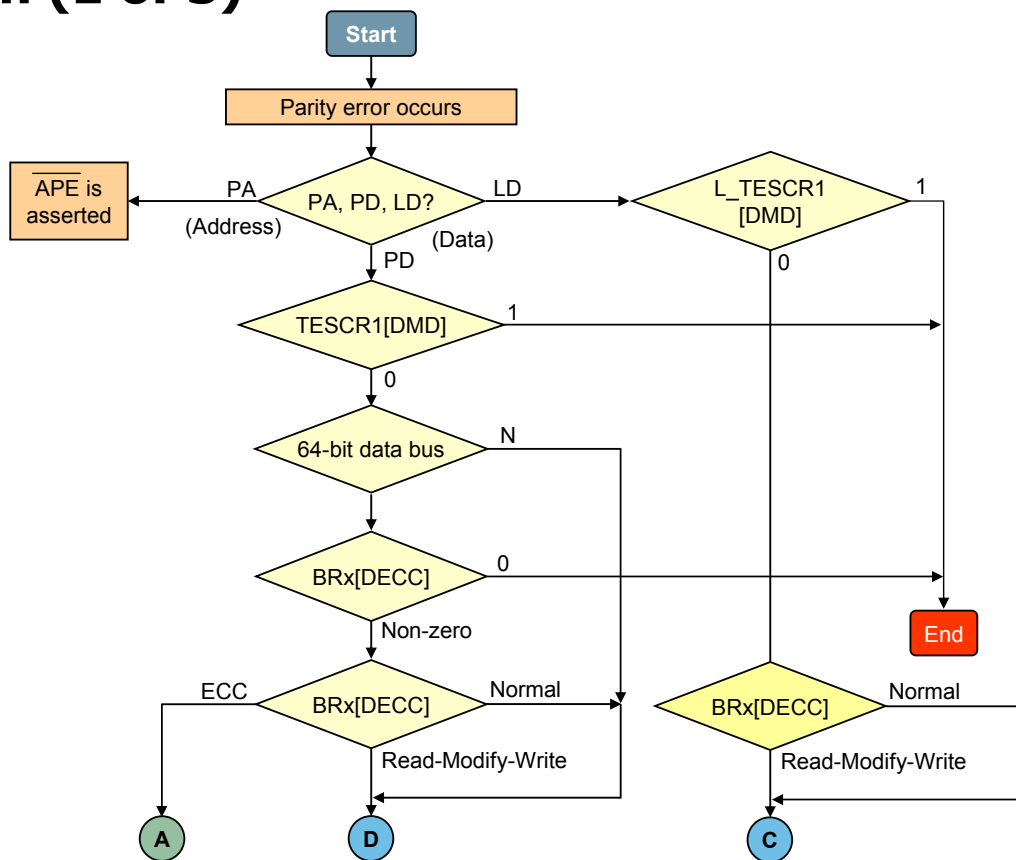 Start
Parity error occurs
APE is
asserted
PA
(Address)
PA, PD, LD?
LD
(Data)
L_TESCR1
[DMD]
1
0
PD
TESCR1[DMD]
1
0
64-bit data bus
N
BRx[DECC]
0
Non-zero
End
ECC
BRx[DECC]
Normal
Read-Modify-Write
BRx[DECC]
Normal
Read-Modify-Write
A
D
C